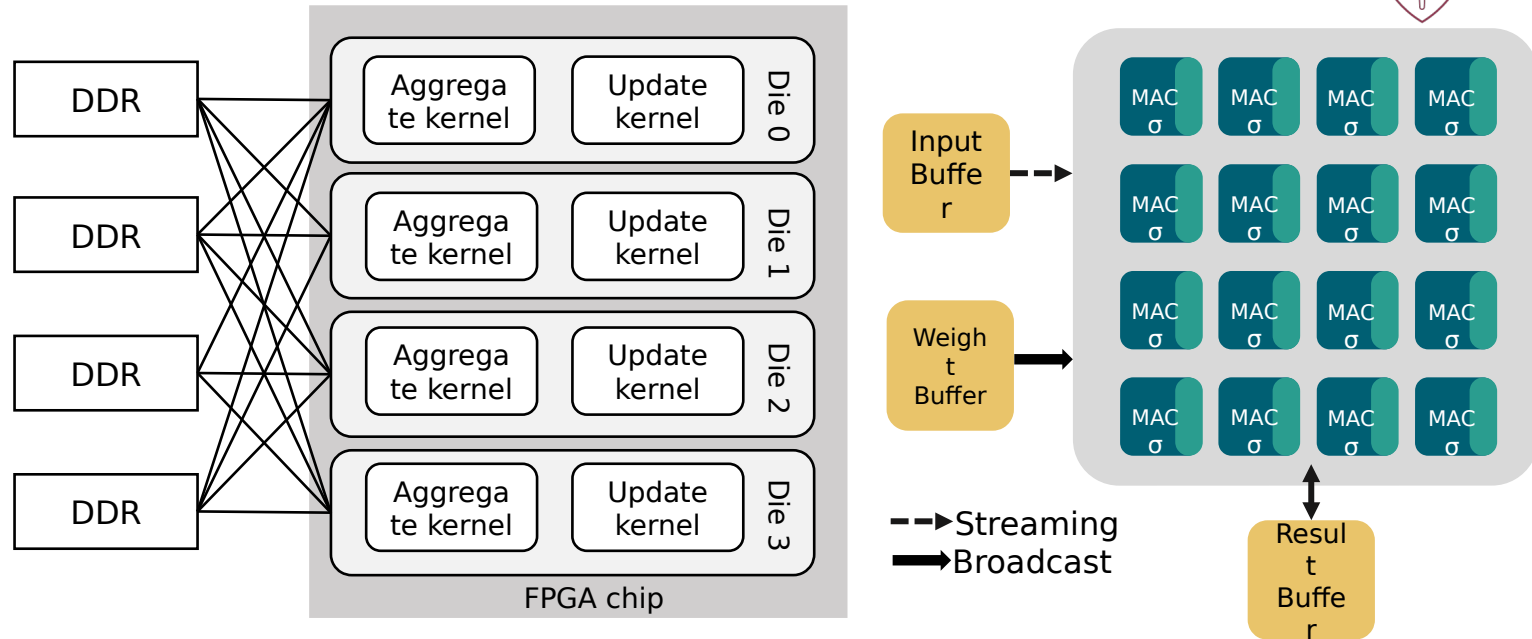 DDR
DDR
DDR
DDR
Aggrega
te kernel
Update
kernel
Die 0
Aggrega
te kernel
Update
kernel
Die 1
Aggrega
te kernel
Update
kernel
Die 2
Aggrega
te kernel
Update
kernel
Die 3
FPGA chip
Input
Buffe
r
Weigh
t
Buffer
MAC
σ
MAC
σ
MAC
σ
MAC
σ
MAC
σ
MAC
σ
MAC
σ
MAC
σ
MAC
σ
MAC
σ
MAC
σ
MAC
σ
MAC
σ
MAC
σ
MAC
σ
MAC
σ
Streaming
Broadcast
Resul
t
Buffe
r